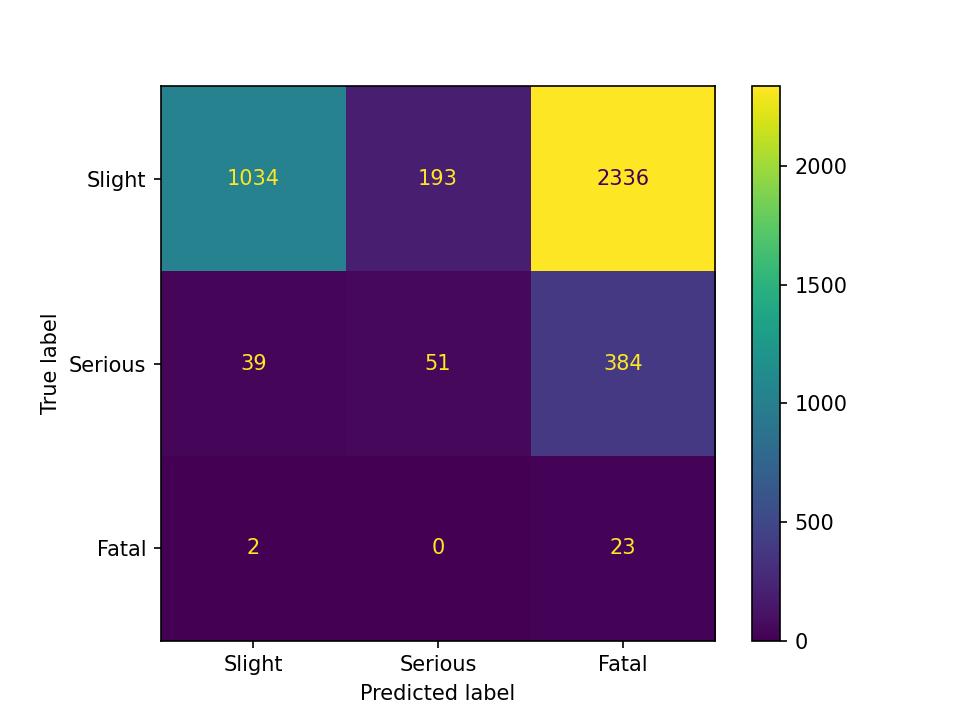 Slight
1034
193
2336
Serious
39
51
384
Fatal
2
0
23
Slight
Serious
Fatal
Predicted label
True label
2000
1500
1000
500
0